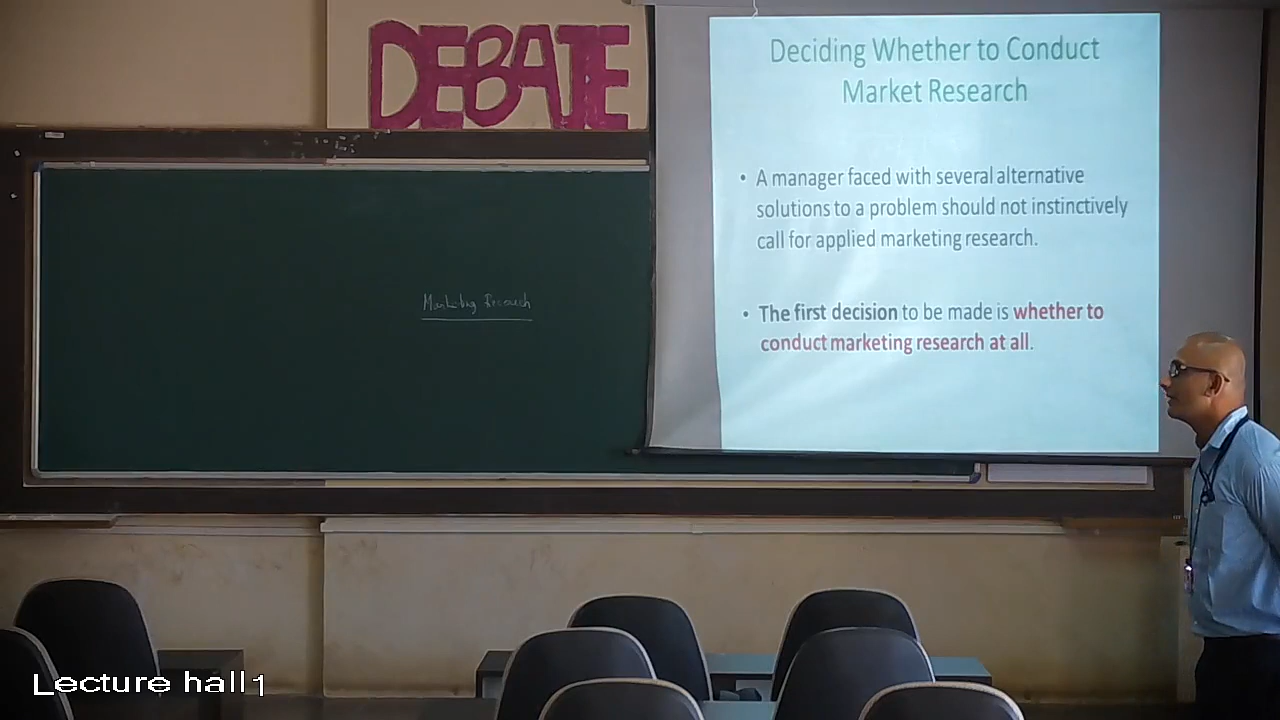 DEBATE
Deciding Whether to Conduct
Market Research
• A manager faced with several alternative
solutions to a problem should not instinctively
call for applied marketing research.
• The first decision to be made is whether to
conduct marketing research at all.
Marketing Research
Lecture hall 1